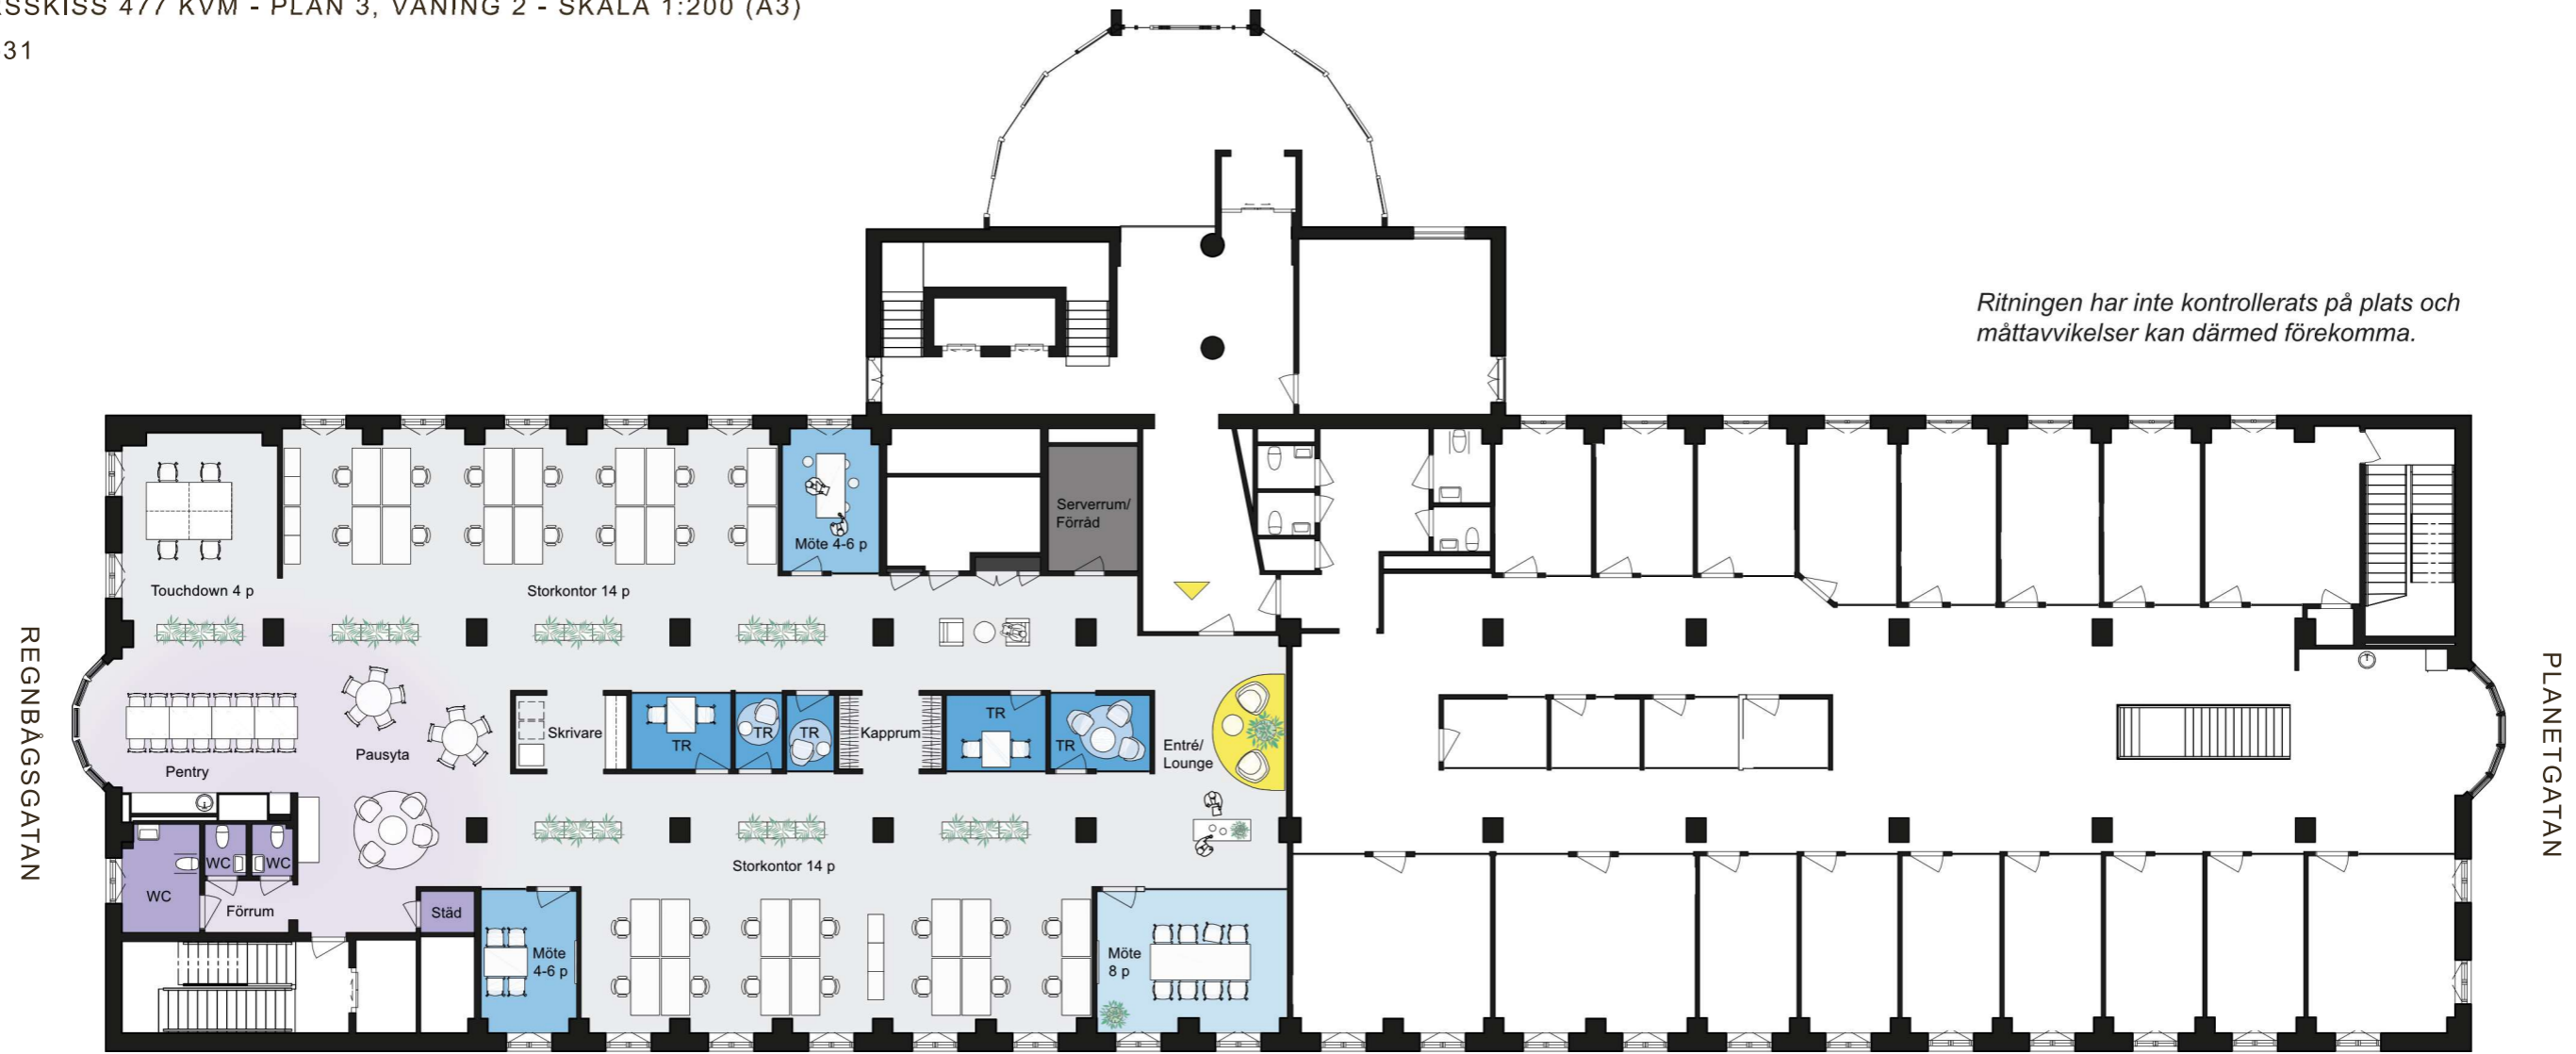 SSKISS 477 KVM - PLAN 3, VÅNING 2 - SKALA 1:200 (A3)
31
Ritningen har inte kontrollerats på plats och
måttavvikelser kan därmed förekomma.
REGNBÅGSGATAN
PLANETGATAN
Touchdown 4 p
Storkontor 14 p
Möte 4-6 p
Serverrum/
Förråd
Pentry
Pausyta
Skrivare
TR
TR
TR
Kapprum
TR
TR
Entré/
Lounge
Storkontor 14 p
WC
WC
WC
Förrum
Städ
Möte
4-6 p
Möte
8 p